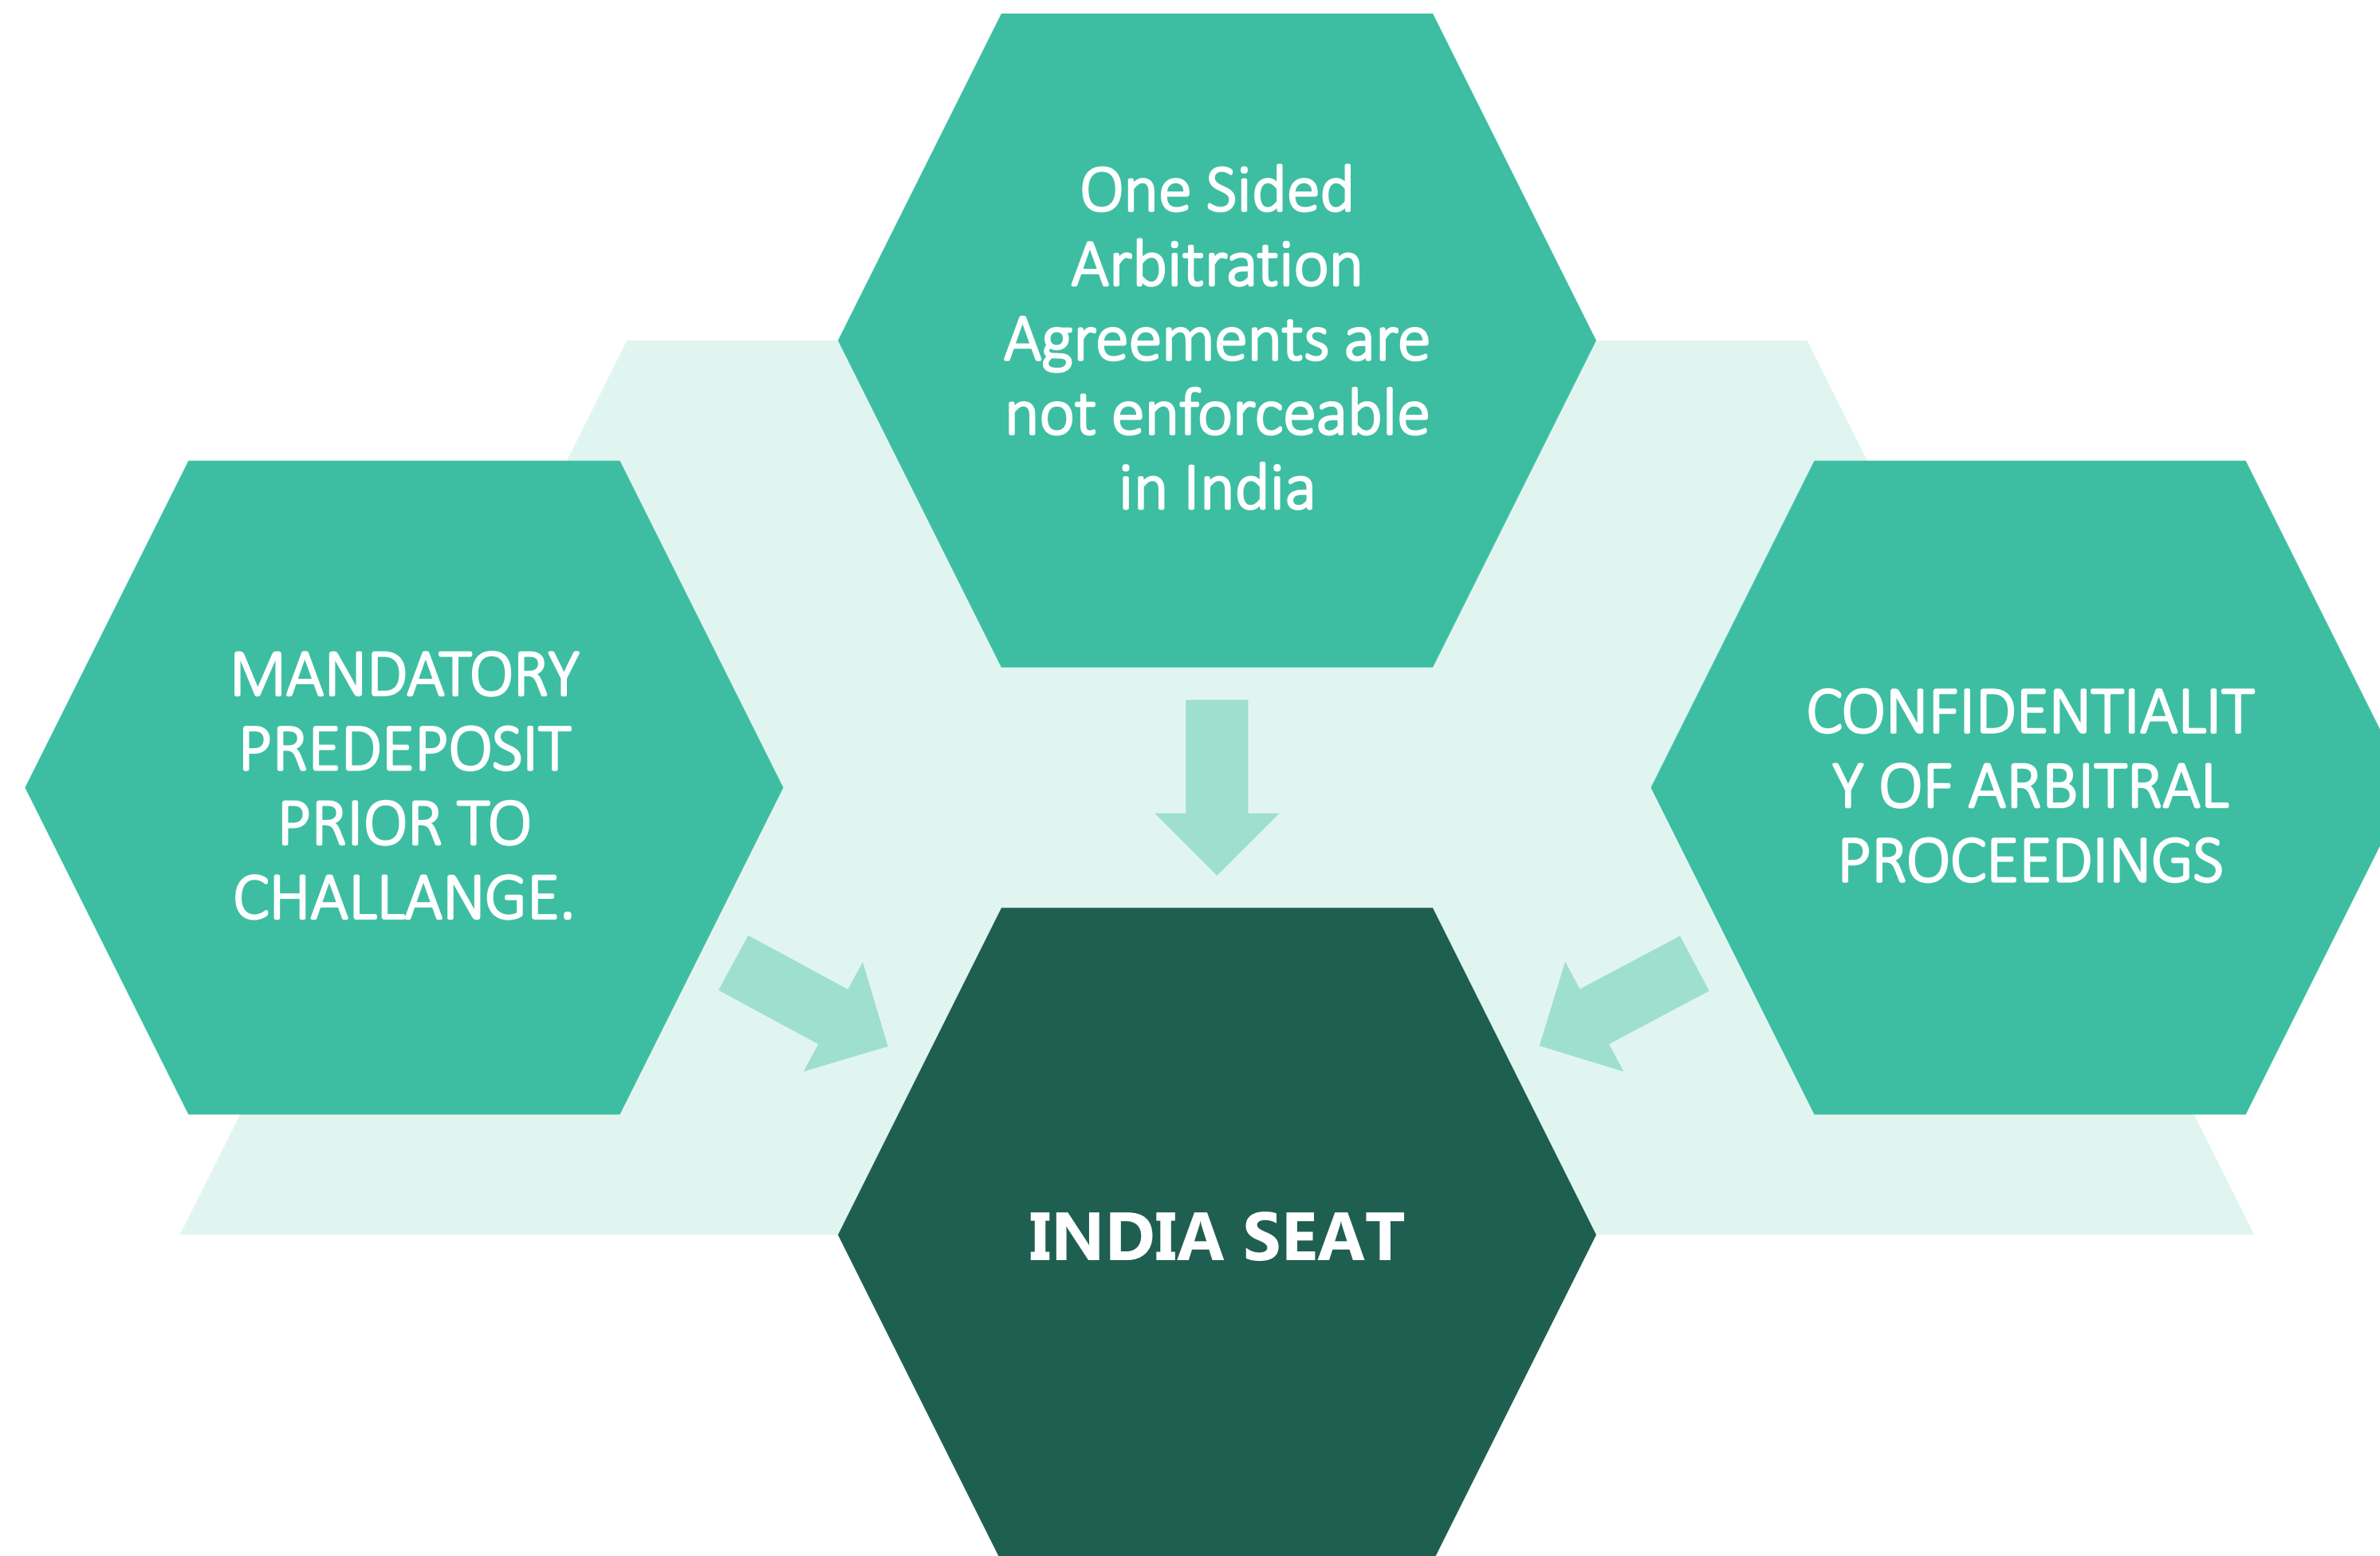 One Sided
Arbitration
Agreements are
not enforceable
in India
MANDATORY
PREDEPOSIT
PRIOR TO
CHALLANGE.
CONFIDENTIALIT
Y OF ARBITRAL
PROCEEDINGS
INDIA SEAT